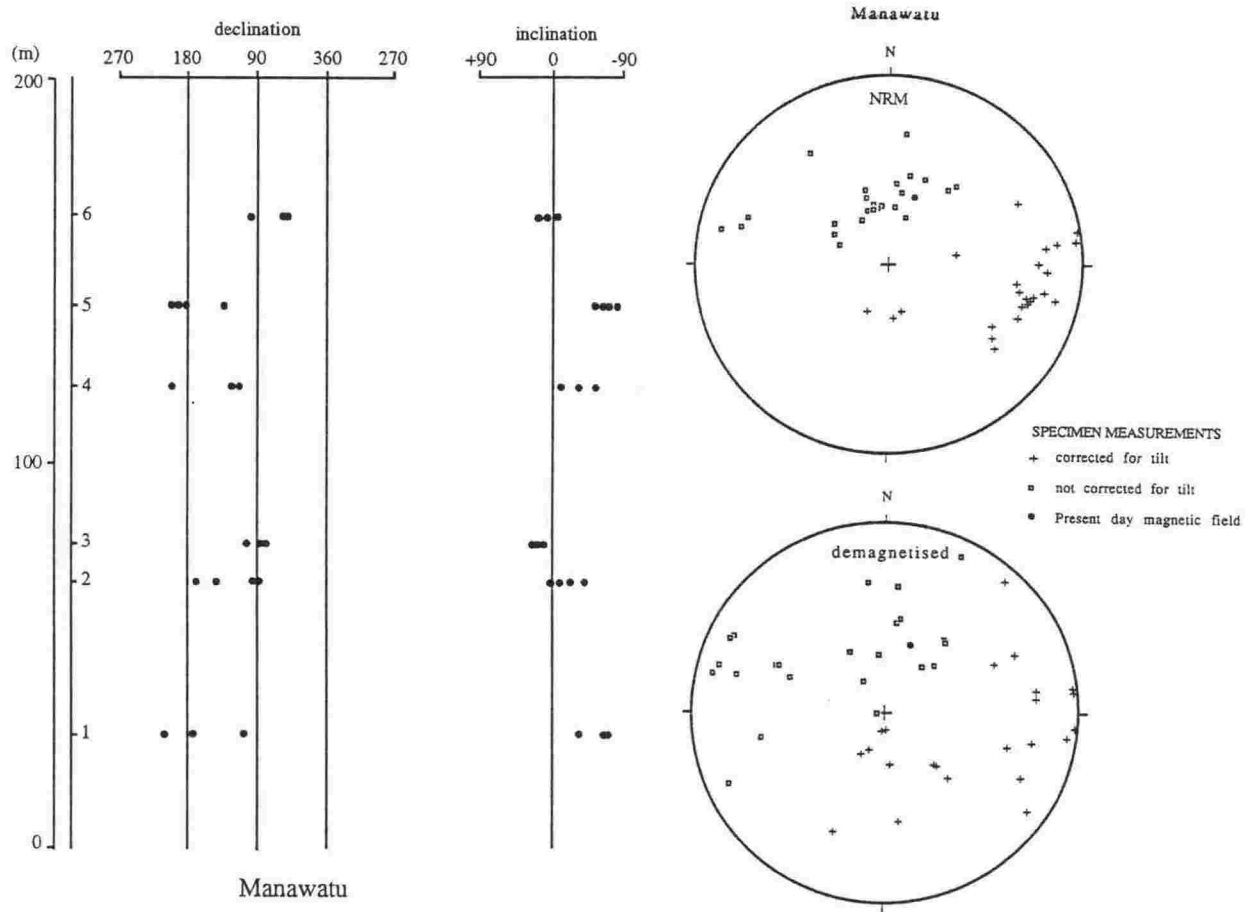 declination
inclination
(m)
270 180 90 360 270
+90 0 -90
200
6
5
4
100
3
2
1
0
Manawatu
Manawatu
N
NRM
SPECIMEN MEASUREMENTS
corrected for tilt
not corrected for tilt
Present day magnetic field
N
demagnetised